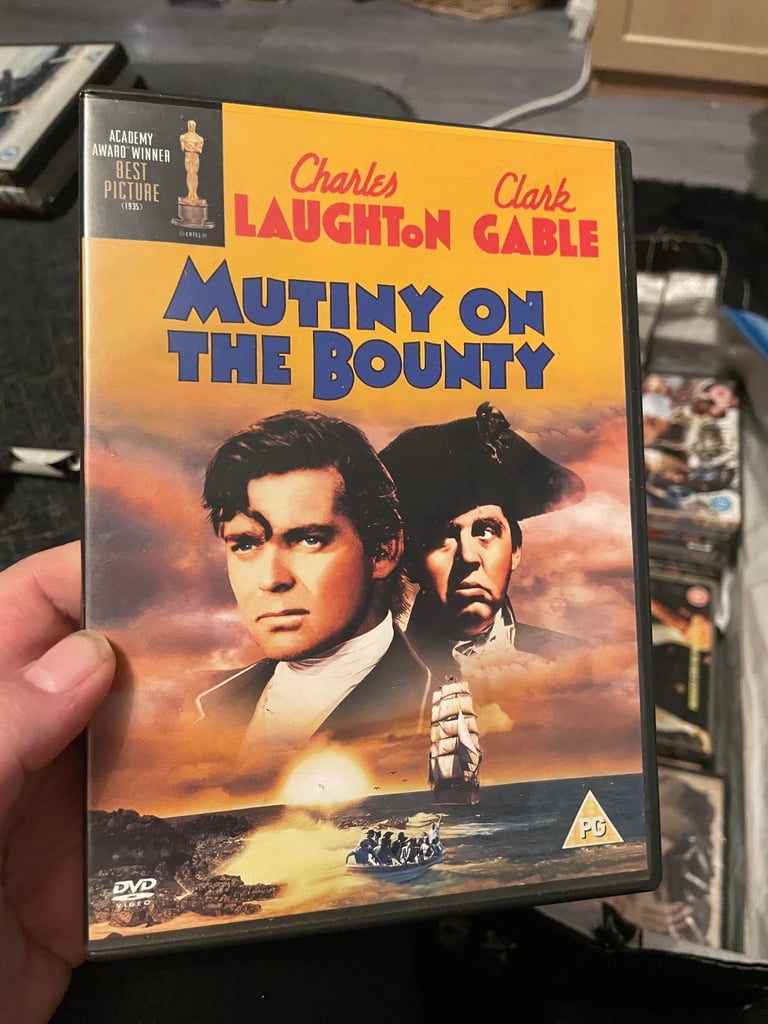 ACADEMY
AWARD WINNER
BEST
PICTURE
(1935)
©A.M.P.A.S.®
Charles
LAUGHTON
Clark
GABLE
MUTINY ON
THE BOUNTY
PG
DVD
VIDEO